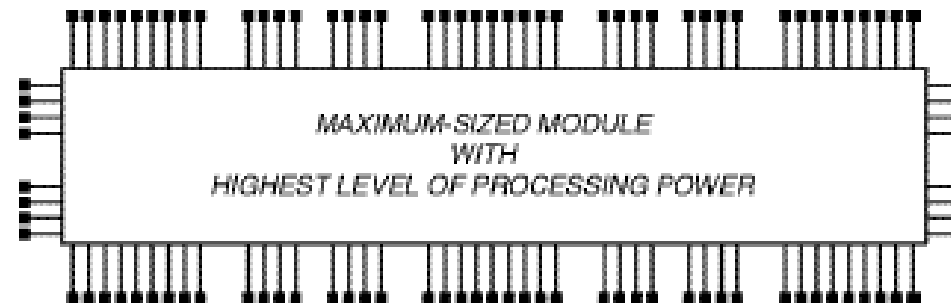 MAXIMUM-SIZED MODULE
WITH
HIGHEST LEVEL OF PROCESSING POWER